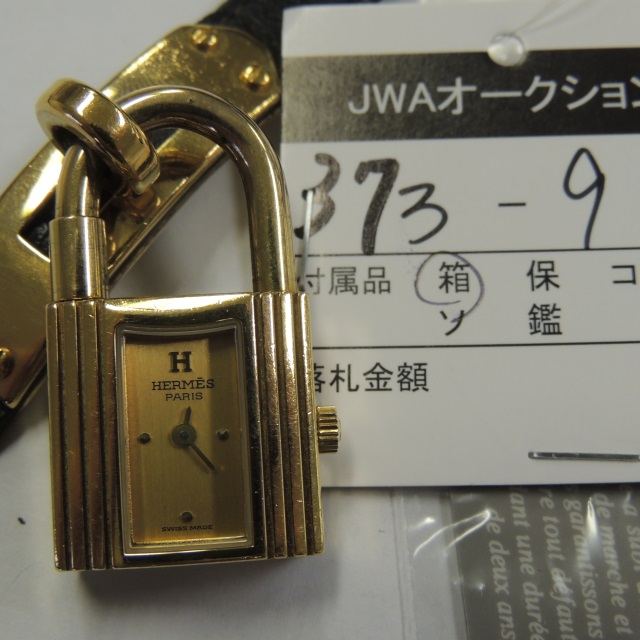 JWAオークション
373-9
付属品 箱 保 コ
ソ 鑑
落札金額
H
HERMÈS
PARIS
SWISS MADE